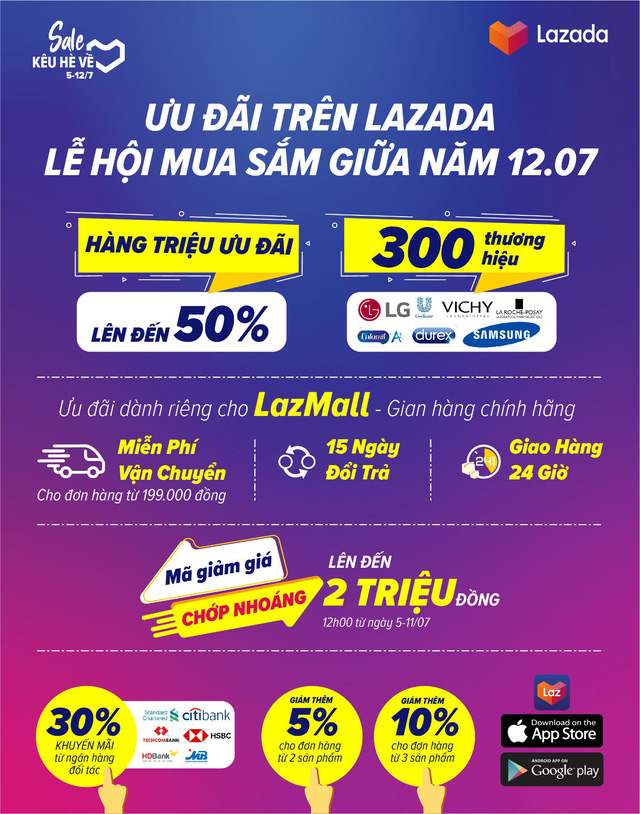 Sale
KÊU HÈ VỀ
5-12/7
Lazada
ƯU ĐÃI TRÊN LAZADA
LỄ HỘI MUA SẮM GIỮA NĂM 12.07
HÀNG TRIỆU ƯU ĐÃI
LÊN ĐẾN 50%
300 thương
hiệu
LG
Unilever
VICHY
LABORATOIRES
LA ROCHE-POSAY
LABORATOIRE PHARMACEUTIQUE
Enfamil A+
durex
SAMSUNG
Ưu đãi dành riêng cho LazMall - Gian hàng chính hãng
Miễn Phí
Vận Chuyển
Cho đơn hàng từ 199.000 đồng
15 Ngày
Đổi Trả
24
Giao Hàng
24 Giờ
Mã giảm giá
CHỚP NHOÁNG
LÊN ĐẾN
2 TRIỆU ĐỒNG
12h00 từ ngày 5-11/07
30%
KHUYẾN MÃI
từ ngân hàng
đối tác
Standard
Chartered
citibank
TECHCOMBANK
HSBC
HDBank
MB
GIẢM THÊM
5%
cho đơn hàng
từ 2 sản phẩm
GIẢM THÊM
10%
cho đơn hàng
từ 3 sản phẩm
Laz
Download on the
App Store
ANDROID APP ON
Google play